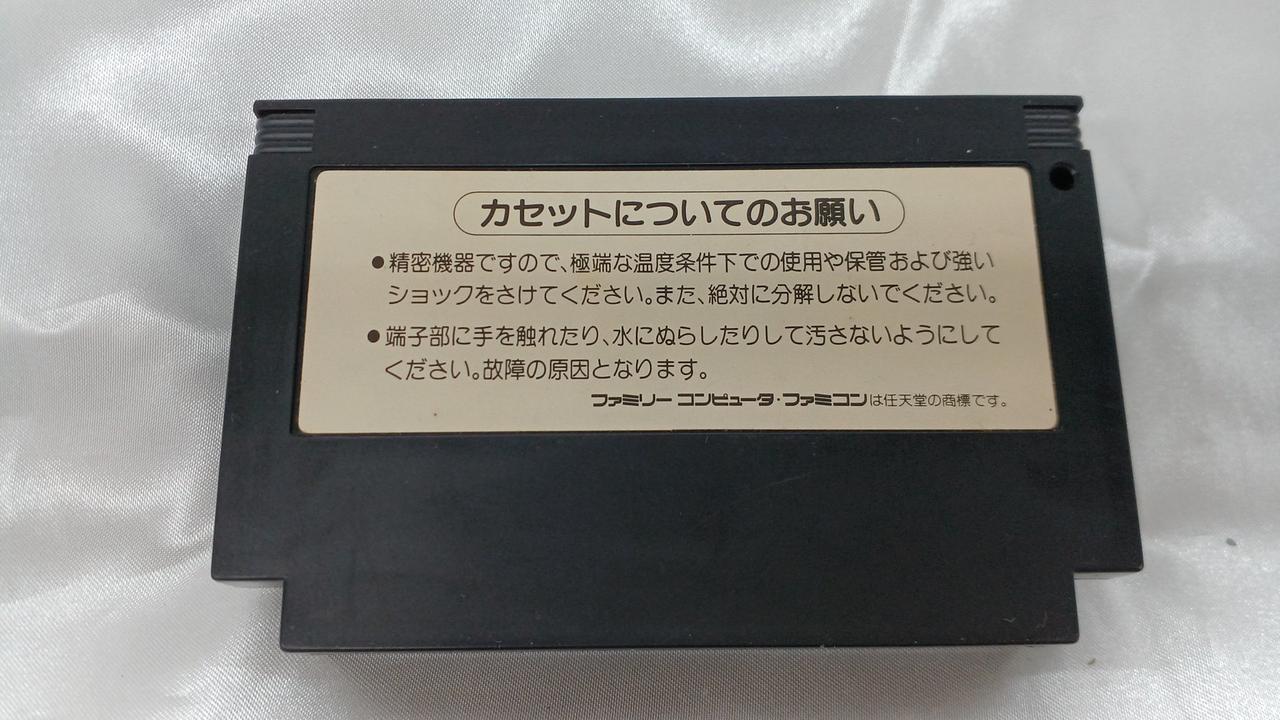 カセットについてのお願い
●精密機器ですので、極端な温度条件下での使用や保管および強い
ショックをさけてください。また、絶対に分解しないでください。
●端子部に手を触れたり、水にぬらしたりして汚さないようにして
ください。故障の原因となります。
ファミリー コンピュータ・ファミコンは任天堂の商標です。